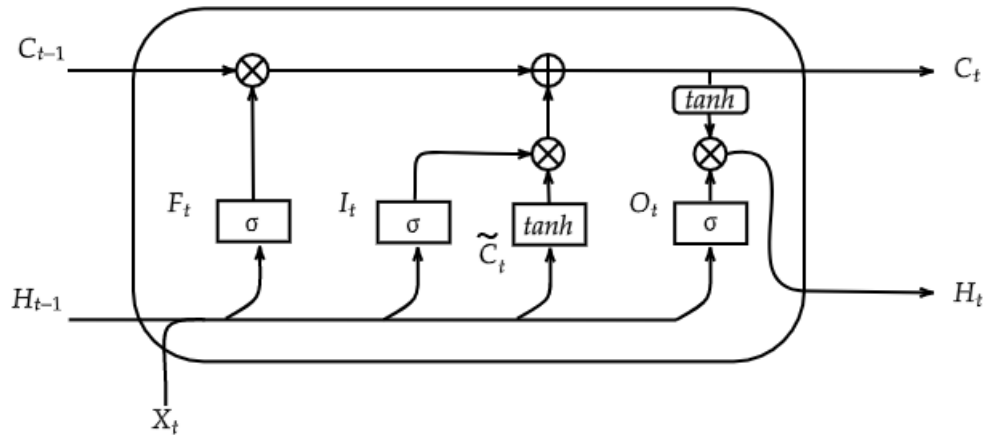 C_{t-1}
C_t
tanh
F_t
σ
I_t
σ
C̃_t
tanh
O_t
σ
H_{t-1}
H_t
X_t